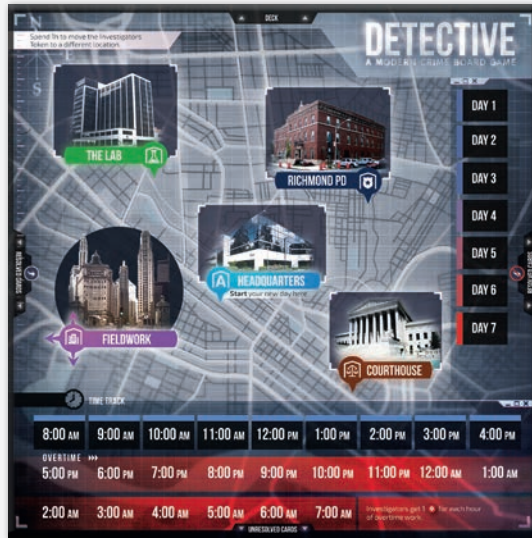 DECK
Spend 1h to move the Investigators
Token to a different location.
DETECTIVE
A MODERN CRIME BOARD GAME
N
S
DAY 1
DAY 2
DAY 3
DAY 4
DAY 5
DAY 6
DAY 7
THE LAB
RICHMOND PD
A HEADQUARTERS
Start your new day here
FIELDWORK
COURTHOUSE
TIME TRACK
8:00 AM 9:00 AM 10:00 AM 11:00 AM 12:00 PM 1:00 PM 2:00 PM 3:00 PM 4:00 PM
OVERTIME >>>
5:00 PM 6:00 PM 7:00 PM 8:00 PM 9:00 PM 10:00 PM 11:00 PM 12:00 AM 1:00 AM
2:00 AM 3:00 AM 4:00 AM 5:00 AM 6:00 AM 7:00 AM
Investigators get 1 for each hour
of overtime work.
UNRESOLVED CARDS